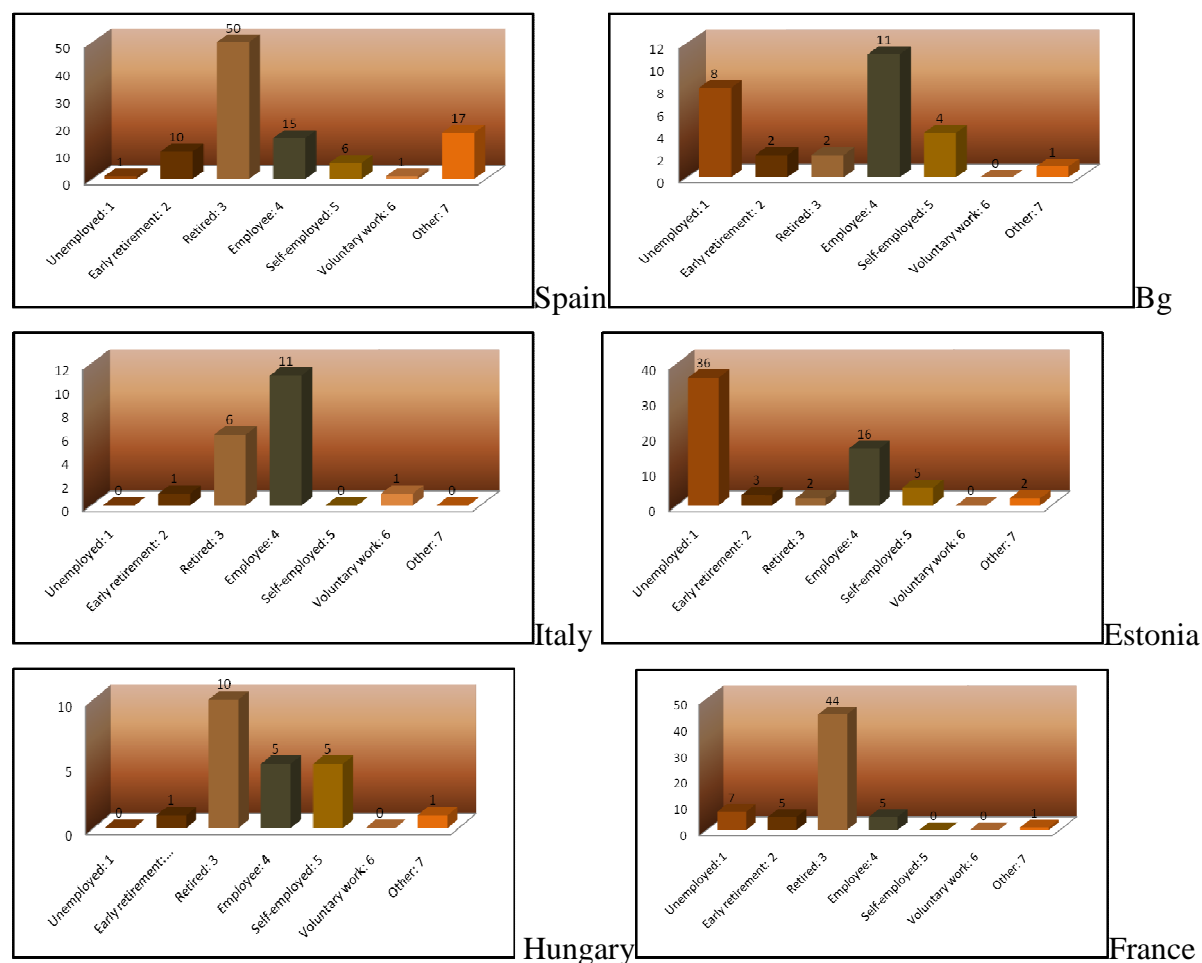 50
40
30
20
10
0
1
10
50
15
6
1
17
Unemployed: 1
Early retirement: 2
Retired: 3
Employee: 4
Self-employed: 5
Voluntary work: 6
Other: 7
Spain
12
10
8
6
4
2
0
8
2
2
11
4
0
1
Unemployed: 1
Early retirement: 2
Retired: 3
Employee: 4
Self-employed: 5
Voluntary work: 6
Other: 7
Bg
12
10
8
6
4
2
0
0
1
6
11
0
1
0
Unemployed: 1
Early retirement: 2
Retired: 3
Employee: 4
Self-employed: 5
Voluntary work: 6
Other: 7
Italy
40
30
20
10
0
36
3
2
16
5
0
2
Unemployed: 1
Early retirement: 2
Retired: 3
Employee: 4
Self-employed: 5
Voluntary work: 6
Other: 7
Estonia
10
5
0
0
1
10
5
5
0
1
Unemployed: 1
Early retirement:...
Retired: 3
Employee: 4
Self-employed: 5
Voluntary work: 6
Other: 7
Hungary
50
40
30
20
10
0
7
5
44
5
0
0
1
Unemployed: 1
Early retirement: 2
Retired: 3
Employee: 4
Self-employed: 5
Voluntary work: 6
Other: 7
France